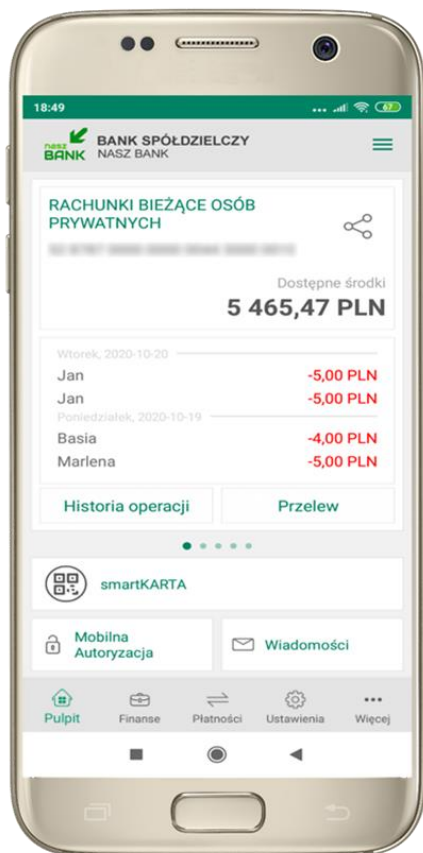 18:49
67
nasz BANK
BANK SPÓŁDZIELCZY
NASZ BANK
RACHUNKI BIEŻĄCE OSÓB
PRYWATNYCH
Dostępne środki
5 465,47 PLN
Wtorek, 2020-10-20
Jan -5,00 PLN
Jan -5,00 PLN
Poniedziałek, 2020-10-19
Basia -4,00 PLN
Marlena -5,00 PLN
Historia operacji Przelew
smartKARTA
Mobilna
Autoryzacja
Wiadomości
Pulpit Finanse Płatności Ustawienia Więcej